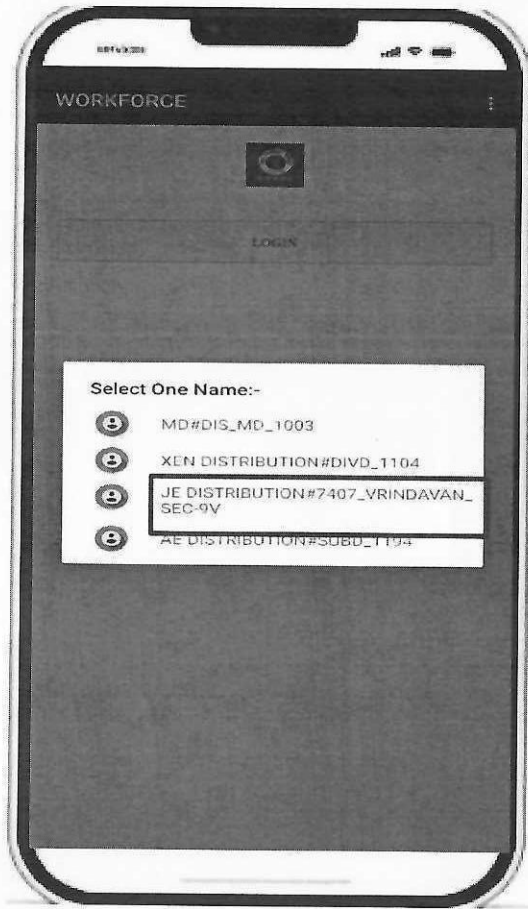 WORKFORCE
LOGIN
Select One Name:-
MD#DIS_MD_1003
XEN DISTRIBUTION#DIVD_1104
JE DISTRIBUTION#7407_VRINDAVAN_
SEC-9V
AE DISTRIBUTION#SUBD_1194